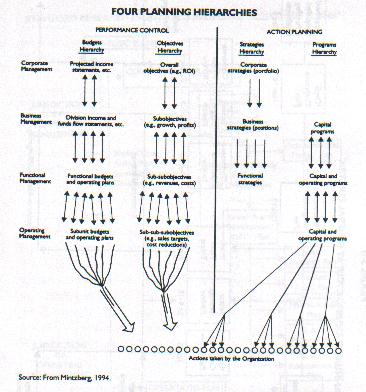 FOUR PLANNING HIERARCHIES
PERFORMANCE CONTROL
ACTION PLANNING
Budgets
Hierarchy
Objectives
Hierarchy
Strategies
Hierarchy
Programs
Hierarchy
Corporate
Management
Projected income
statements, etc.
Overall
objectives (e.g., ROI)
Corporate
strategies (portfolio)
Business
Management
Division income and
funds flow statements, etc.
Subobjectives
(e.g., growth, profits)
Business
strategies (positions)
Capital
programs
Functional
Management
Functional budgets
and operating plans
Sub-subobjectives
(e.g., revenues, costs)
Functional
strategies
Capital and
operating programs
Operating
Management
Subunit budgets
and operating plans
Sub-sub-subobjectives
(e.g., sales targets,
cost reductions)
Capital and
operating programs
Actions taken by the Organization
Source: From Mintzberg, 1994